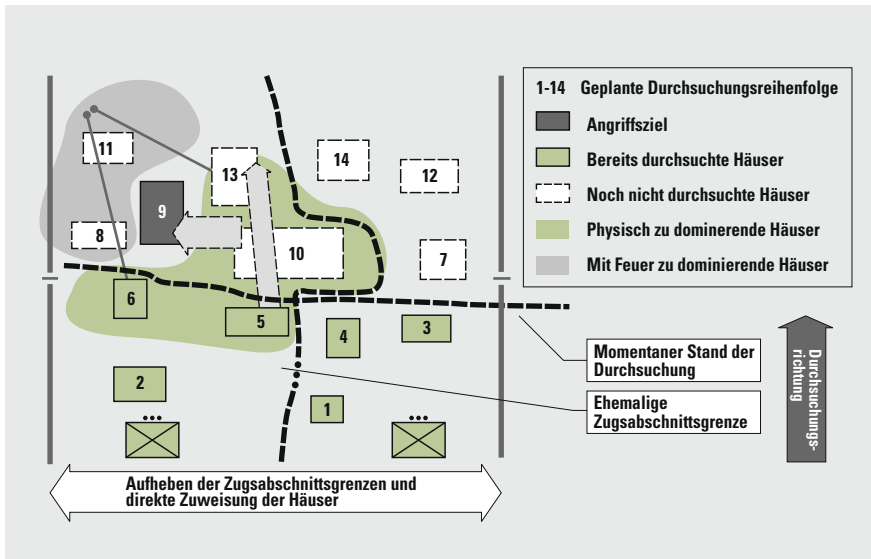 11
13
14
12
9
8
10
7
6
5
4
3
2
1
1-14 Geplante Durchsuchungsreihenfolge
Angriffsziel
Bereits durchsuchte Häuser
Noch nicht durchsuchte Häuser
Physisch zu dominerende Häuser
Mit Feuer zu dominierende Häuser
Momentaner Stand der
Durchsuchung
Ehemalige
Zugsabschnittsgrenze
Durchsuchungs-
richtung
Aufheben der Zugsabschnittsgrenzen und
direkte Zuweisung der Häuser